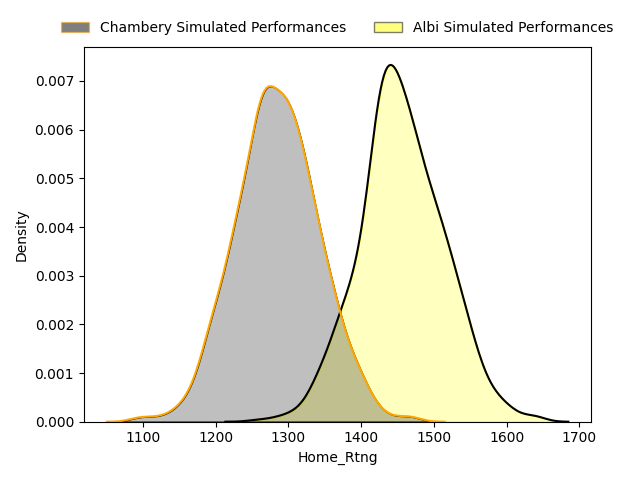 Chambery Simulated Performances
Albi Simulated Performances
0.007
0.006
0.005
0.004
0.003
0.002
0.001
0.000
Density
1100 1200 1300 1400 1500 1600 1700
Home_Rtng